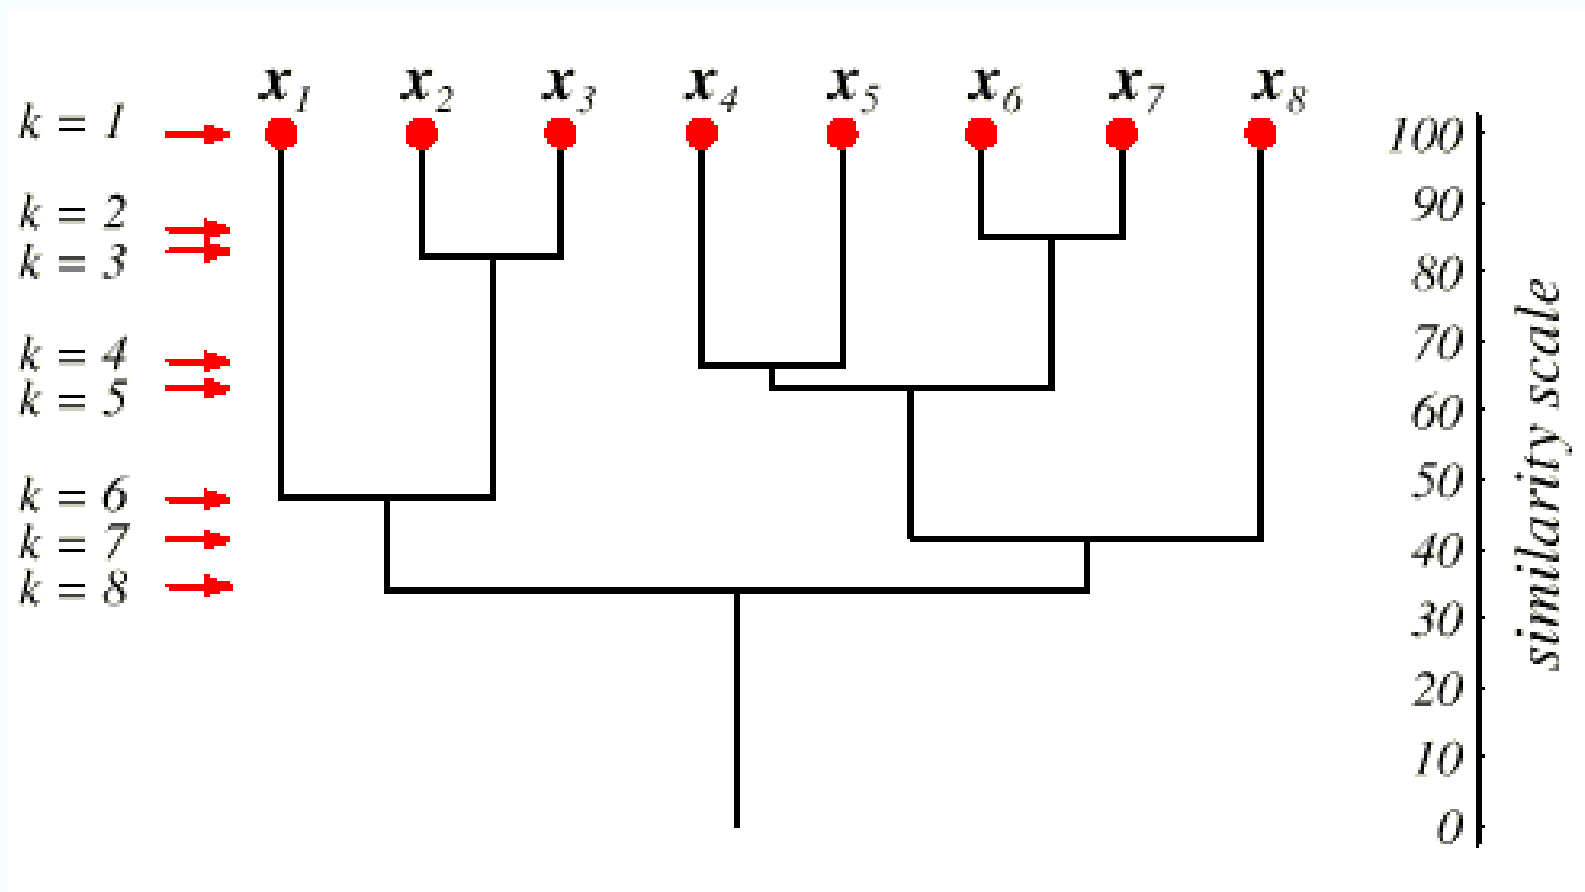 x1 x2 x3 x4 x5 x6 x7 x8
k = 1
k = 2
k = 3
k = 4
k = 5
k = 6
k = 7
k = 8
100
90
80
70
60
50
40
30
20
10
0
similarity scale